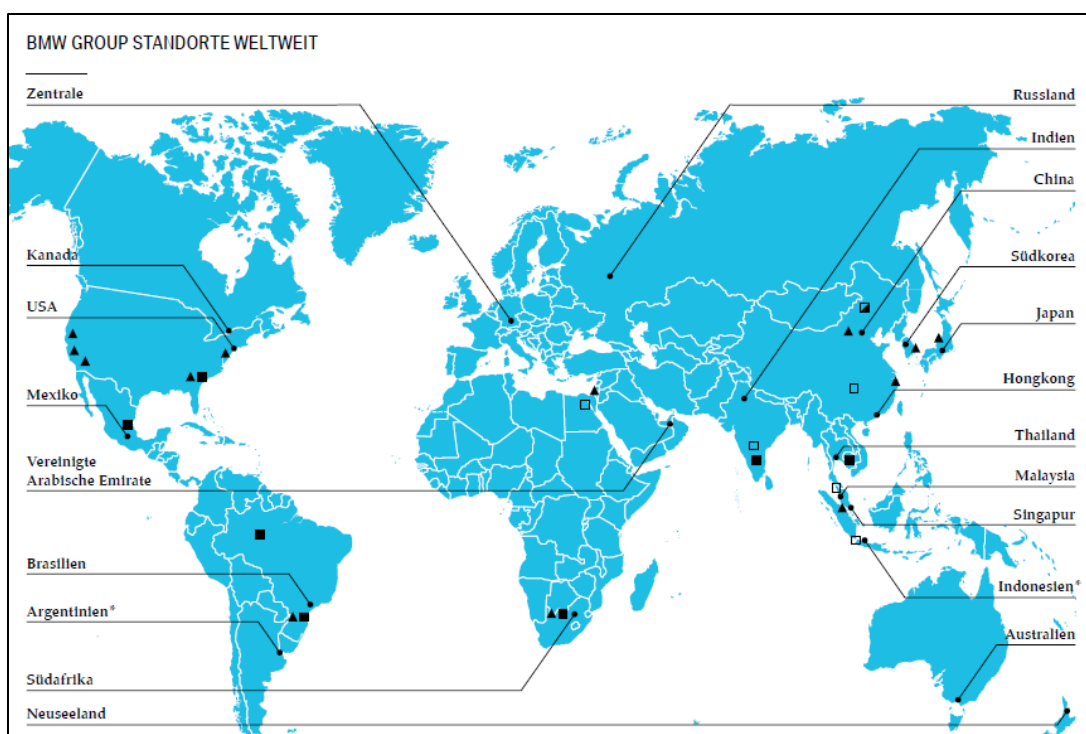 BMW GROUP STANDORTE WELTWEIT
Zentrale
Kanada
USA
Mexiko
Vereinigte
Arabische Emirate
Brasilien
Argentinien*
Südafrika
Neuseeland
Russland
Indien
China
Südkorea
Japan
Hongkong
Thailand
Malaysia
Singapur
Indonesien*
Australien